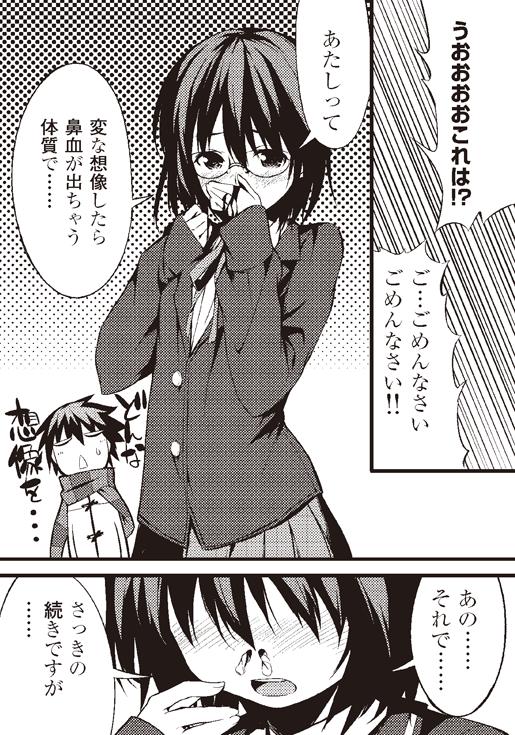 うおおおおこれは!?
ご…ごめんなさい
ごめんなさい!!
あたしって
変な想像したら
鼻血が出ちゃう
体質で……
どんな
想像を・・・
あの……
それで……
さっきの
続きですが
……